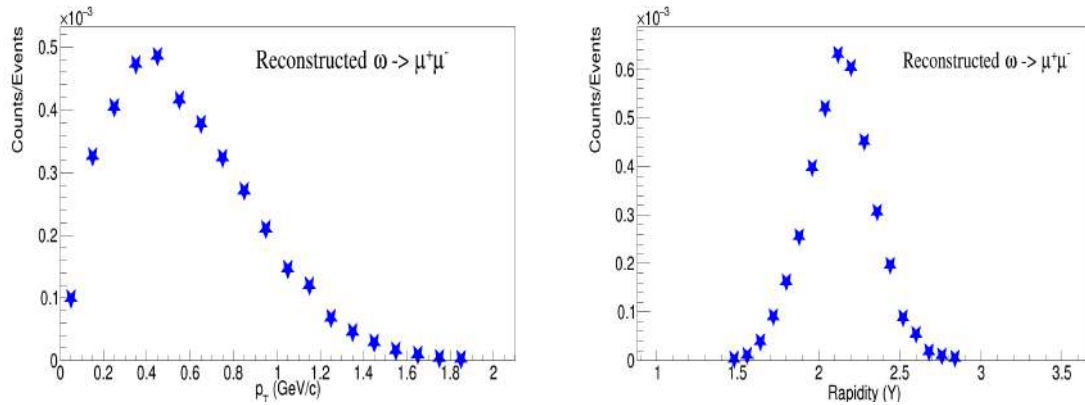 ×10⁻³
Counts/Events
Reconstructed ω -> μ⁺μ⁻
0.5
0.4
0.3
0.2
0.1
0
0 0.2 0.4 0.6 0.8 1 1.2 1.4 1.6 1.8 2
p_T (GeV/c)
×10⁻³
Counts/Events
Reconstructed ω -> μ⁺μ⁻
0.6
0.5
0.4
0.3
0.2
0.1
0
1 1.5 2 2.5 3 3.5
Rapidity (Y)